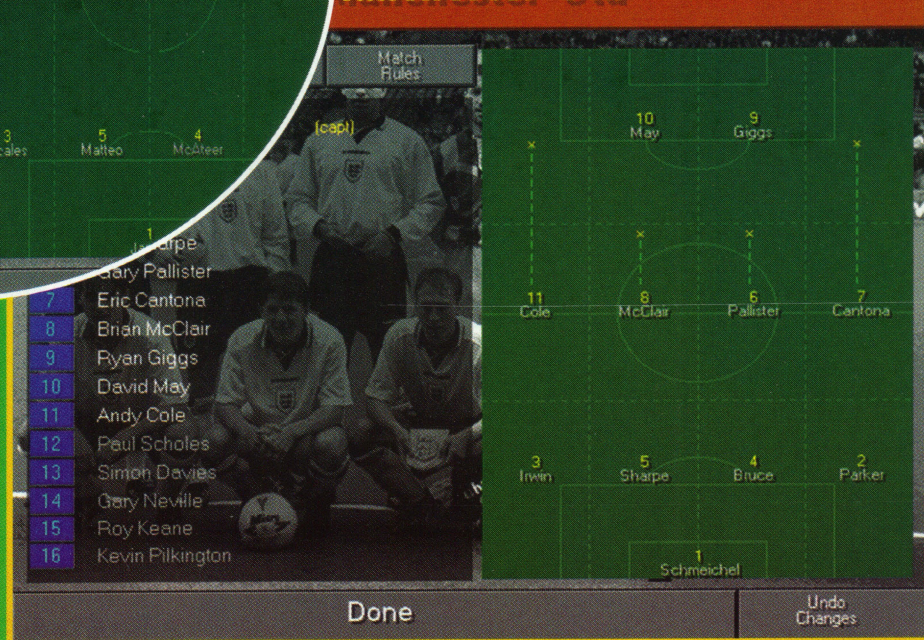 Match
Rules
(capt)
3
5
4
Matteo
McAteer
1
Gary Pallister
7 Eric Cantona
8 Brian McClair
9 Ryan Giggs
10 David May
11 Andy Cole
12 Paul Scholes
13 Simon Davies
14 Gary Neville
15 Roy Keane
16 Kevin Pilkington
10 9
May Giggs
11 8 6 7
Cole McClair Pallister Cantona
3 5 4 2
Irwin Sharpe Bruce Parker
1
Schmeichel
Done
Undo
Changes